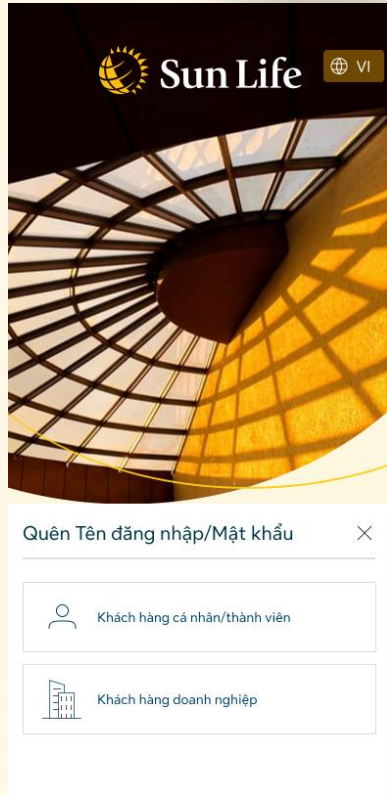 Sun Life
VI
Quên Tên đăng nhập/Mật khẩu
Khách hàng cá nhân/thành viên
Khách hàng doanh nghiệp